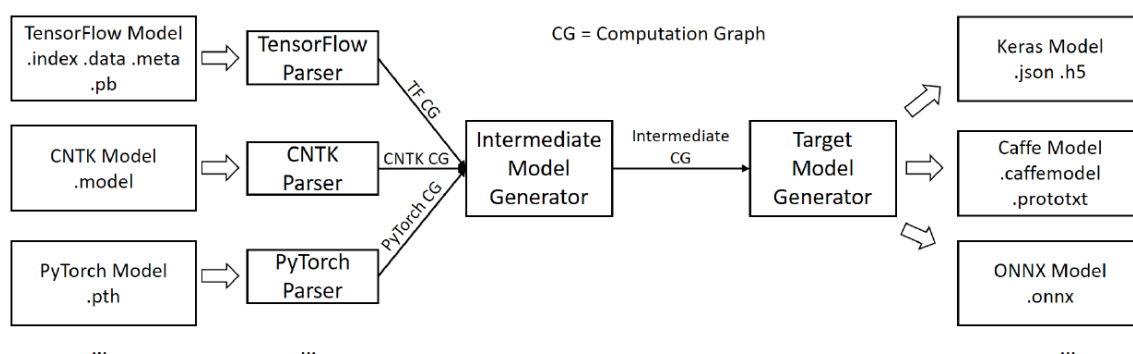 TensorFlow Model
.index .data .meta
.pb
TensorFlow
Parser
CG = Computation Graph
Keras Model
.json .h5
TF CG
CNTK Model
.model
CNTK
Parser
CNTK CG
Intermediate
Model
Generator
Intermediate
CG
Target
Model
Generator
Caffe Model
.caffemodel
.prototxt
PyTorch CG
PyTorch Model
.pth
PyTorch
Parser
ONNX Model
.onnx
...
...
...